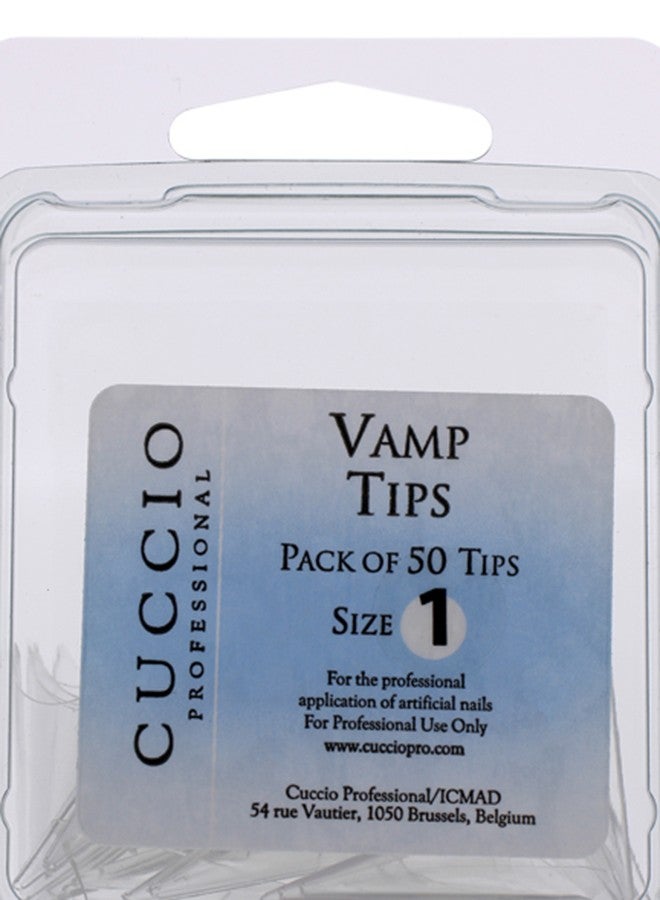 CUCCIO
PROFESSIONAL
VAMP
TIPS
PACK OF 50 TIPS
SIZE 1
For the professional
application of artificial nails
For Professional Use Only
www.cucciopro.com
Cuccio Professional/ICMAD
54 rue Vautier, 1050 Brussels, Belgium